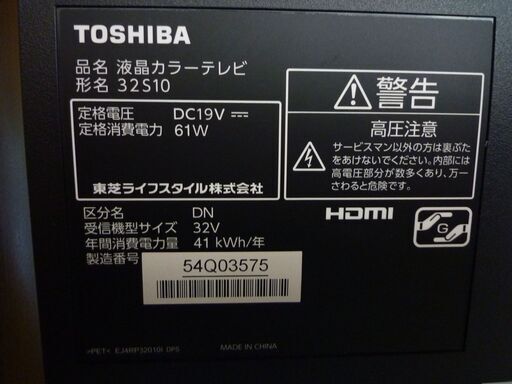 TOSHIBA
品名 液晶カラーテレビ
形名 32S10
定格電圧 DC19V ⎓
定格消費電力 61W
東芝ライフスタイル株式会社
区分名 DN
受信機型サイズ 32V
年間消費電力量 41 kWh/年
製造番号
54Q03575
警告
高圧注意
サービスマン以外の方は裏ぶた
をあけないでください。内部には
高電圧部分が数多くあり、万一
さわると危険です。
HDMI
G
>PET< EJ4RP32010I DPS
MADE IN CHINA